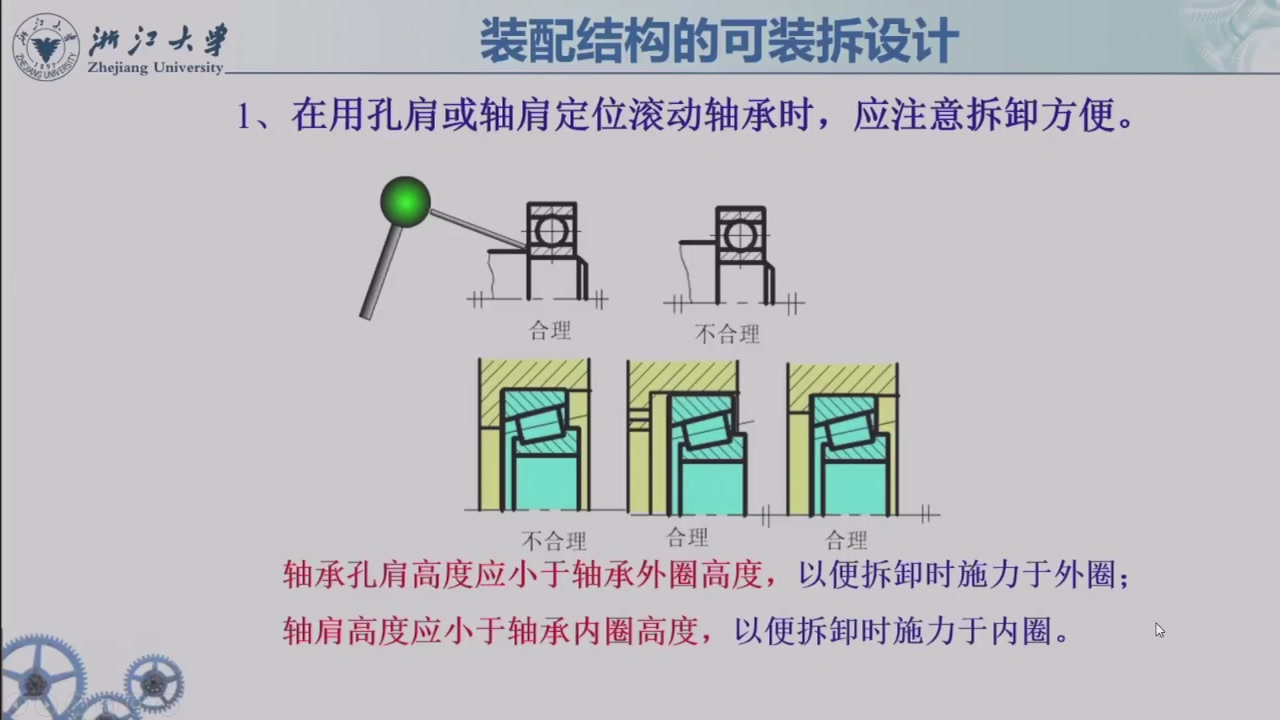 浙江大学
Zhejiang University
装配结构的可装拆设计
1、在用孔肩或轴肩定位滚动轴承时，应注意拆卸方便。
合理
不合理
不合理
合理
合理
轴承孔肩高度应小于轴承外圈高度，以便拆卸时施力于外圈；
轴肩高度应小于轴承内圈高度，以便拆卸时施力于内圈。